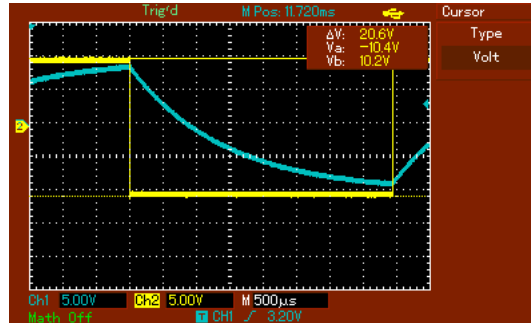 Trig'd M Pos: 11.720ms Cursor
ΔV: 20.6V
Va: -10.4V
Vb: 10.2V
Type
Volt
2
Ch1 5.00V Ch2 5.00V M 500µs
Math Off T CH1 / 3.20V